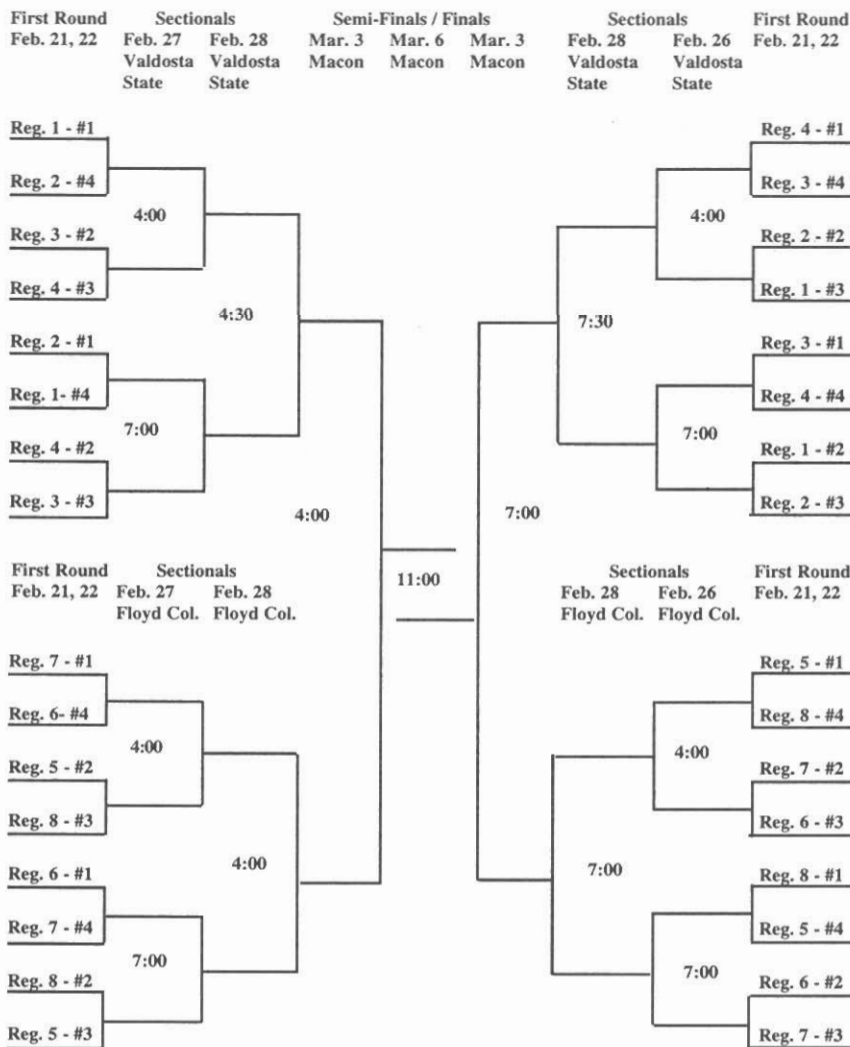 First Round Sectionals Semi-Finals / Finals Sectionals First Round
Feb. 21, 22 Feb. 27 Feb. 28 Mar. 3 Mar. 6 Mar. 3 Feb. 28 Feb. 26 Feb. 21, 22
Valdosta Valdosta Macon Macon Macon Valdosta Valdosta
State State State State
Reg. 1 - #1 Reg. 4 - #1
Reg. 2 - #4 Reg. 3 - #4
4:00 4:00
Reg. 3 - #2 Reg. 2 - #2
Reg. 4 - #3 Reg. 1 - #3
4:30 7:30
Reg. 2 - #1 Reg. 3 - #1
Reg. 1- #4 Reg. 4 - #4
7:00 7:00
Reg. 4 - #2 Reg. 1 - #2
Reg. 3 - #3 Reg. 2 - #3
4:00 7:00
First Round Sectionals Sectionals First Round
Feb. 21, 22 Feb. 27 Feb. 28 11:00 Feb. 28 Feb. 26 Feb. 21, 22
Floyd Col. Floyd Col. Floyd Col. Floyd Col.
Reg. 7 - #1 Reg. 5 - #1
Reg. 6- #4 Reg. 8 - #4
4:00 4:00
Reg. 5 - #2 Reg. 7 - #2
Reg. 8 - #3 Reg. 6 - #3
4:00 7:00
Reg. 6 - #1 Reg. 8 - #1
Reg. 7 - #4 Reg. 5 - #4
7:00 7:00
Reg. 8 - #2 Reg. 6 - #2
Reg. 5 - #3 Reg. 7 - #3